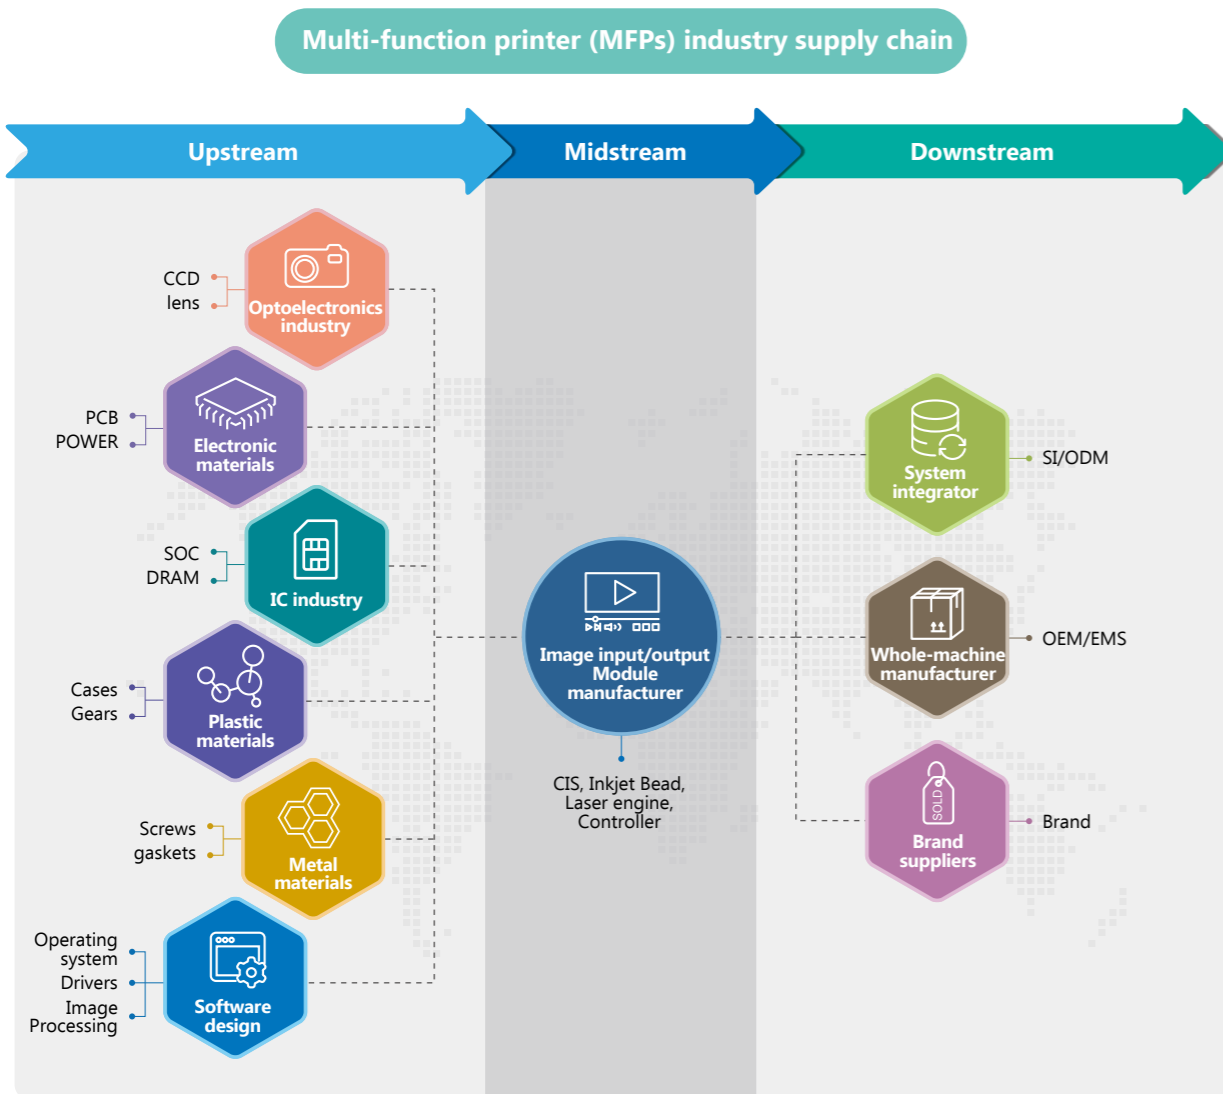 Multi-function printer (MFPs) industry supply chain
Upstream
Midstream
Downstream
CCD
lens
Optoelectronics
industry
PCB
POWER
Electronic
materials
SOC
DRAM
IC industry
Cases
Gears
Plastic
materials
Screws
gaskets
Metal
materials
Operating
system
Drivers
Image
Processing
Software
design
Image input/output
Module
manufacturer
CIS, Inkjet Bead,
Laser engine,
Controller
System
integrator
SI/ODM
Whole-machine
manufacturer
OEM/EMS
SOLD
Brand
suppliers
Brand